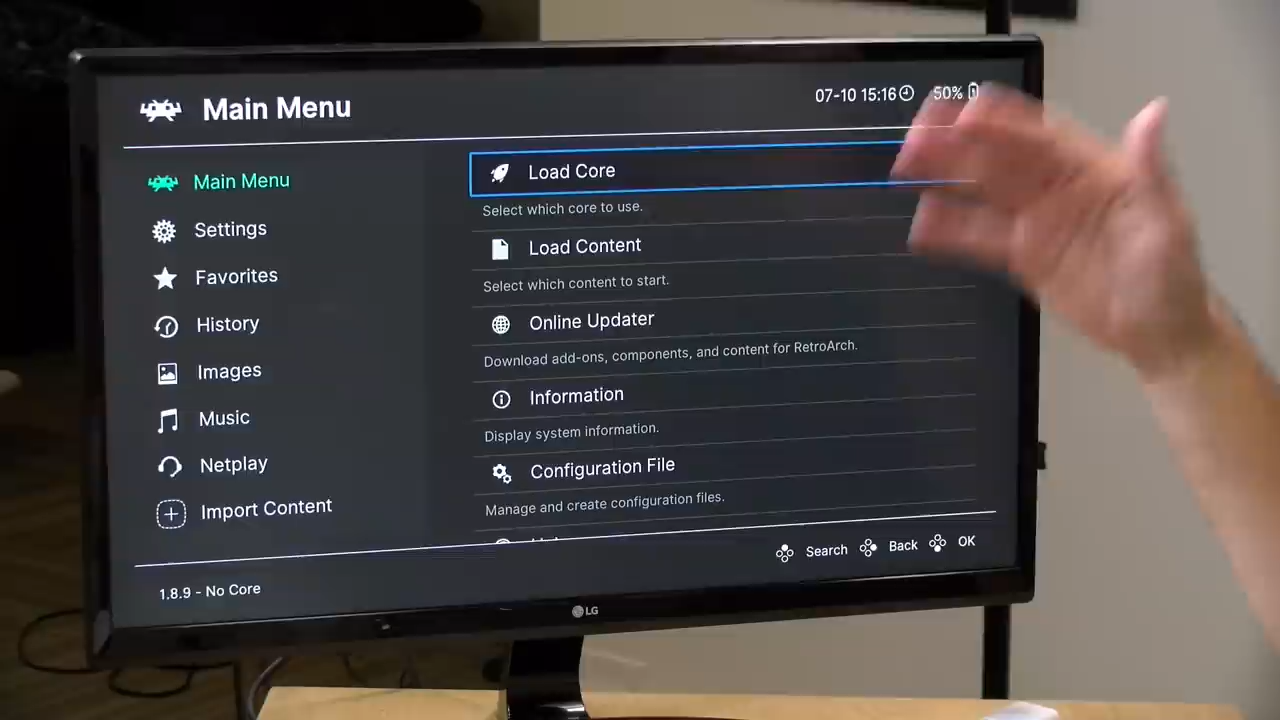 Main Menu
07-10 15:16 50%
Main Menu
Settings
Favorites
History
Images
Music
Netplay
Import Content
Load Core
Select which core to use.
Load Content
Select which content to start.
Online Updater
Download add-ons, components, and content for RetroArch.
Information
Display system information.
Configuration File
Manage and create configuration files.
Search Back OK
1.8.9 - No Core
LG